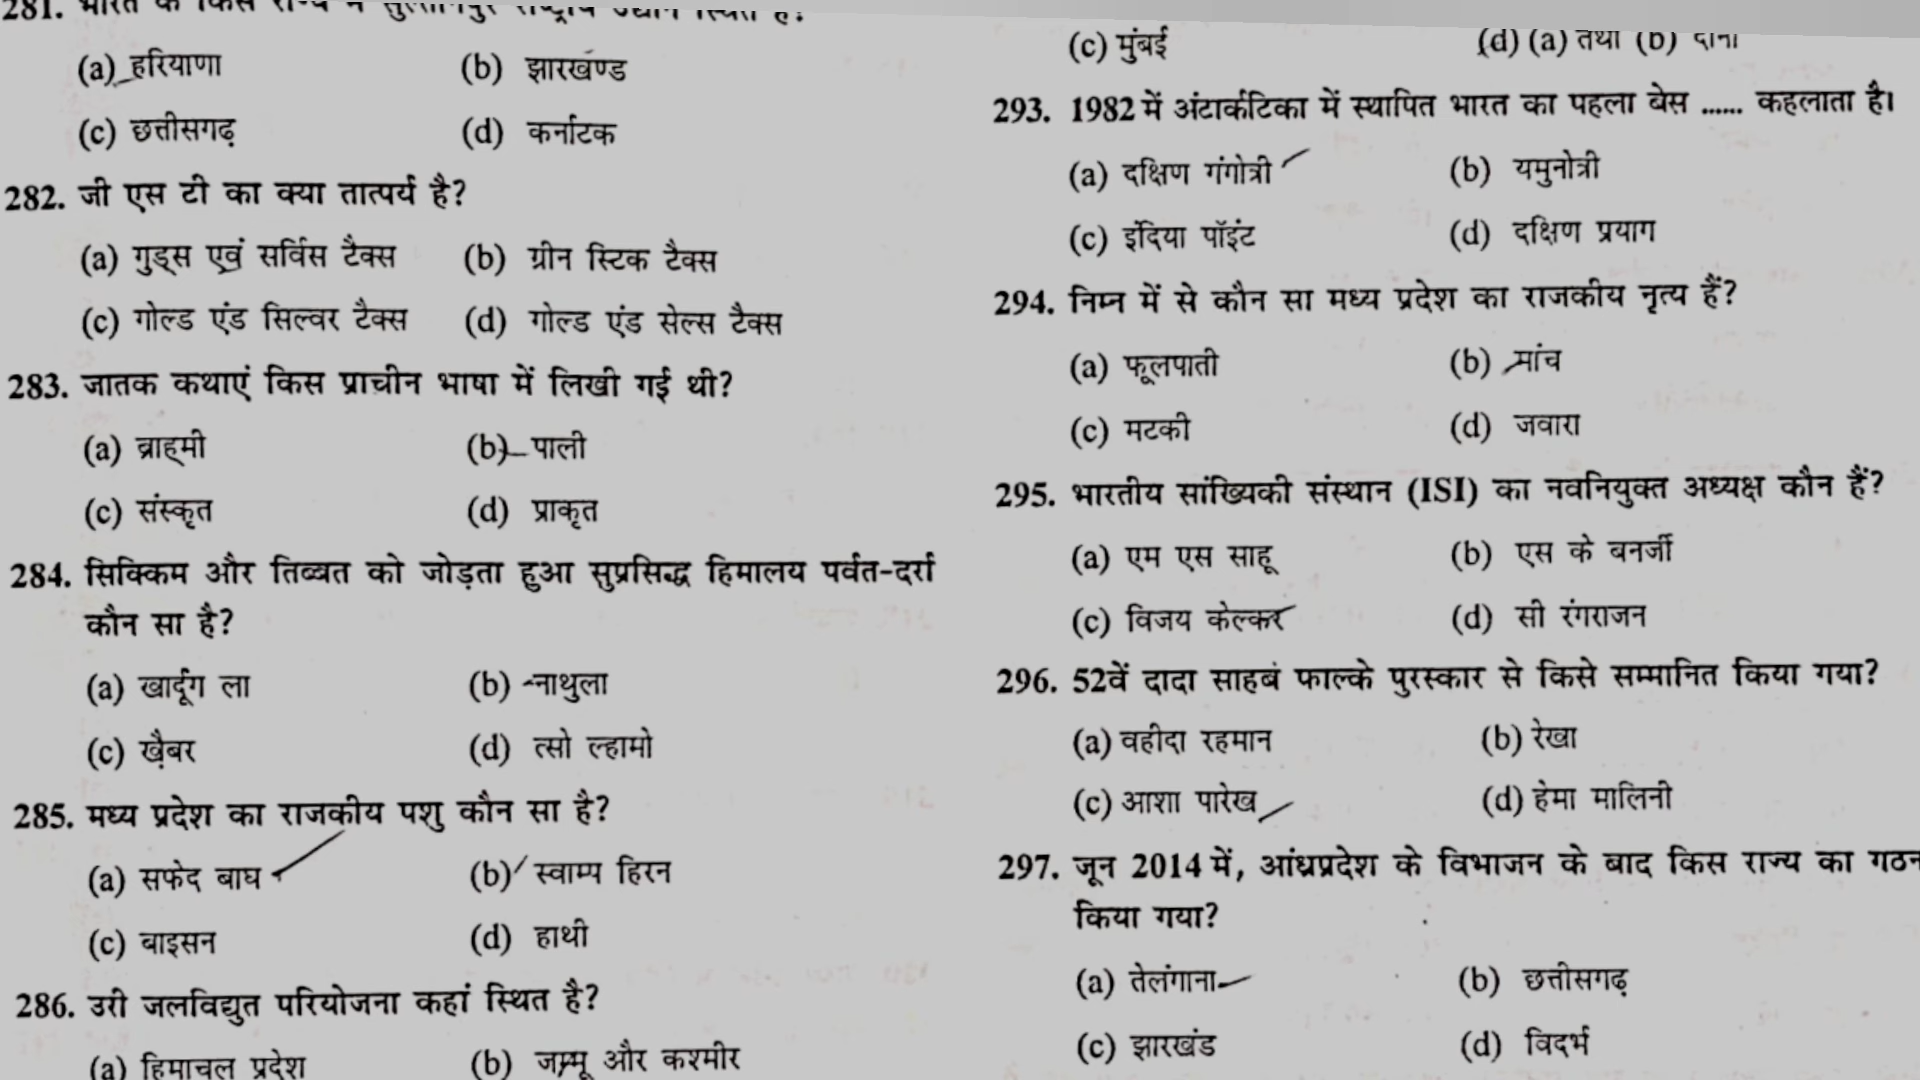 281. भारत के किस राज्य में सुल्तानपुर राष्ट्रीय उद्यान स्थित है?
(a) हरियाणा (b) झारखण्ड
(c) छत्तीसगढ़ (d) कर्नाटक
282. जी एस टी का क्या तात्पर्य है?
(a) गुड्स एवं सर्विस टैक्स (b) ग्रीन स्टिक टैक्स
(c) गोल्ड एंड सिल्वर टैक्स (d) गोल्ड एंड सेल्स टैक्स
283. जातक कथाएं किस प्राचीन भाषा में लिखी गई थी?
(a) ब्राह्मी (b) पाली
(c) संस्कृत (d) प्राकृत
284. सिक्किम और तिब्बत को जोड़ता हुआ सुप्रसिद्ध हिमालय पर्वत-दर्रा
कौन सा है?
(a) खार्दूंग ला (b) नाथुला
(c) खै़बर (d) त्सो ल्हामो
285. मध्य प्रदेश का राजकीय पशु कौन सा है?
(a) सफेद बाघ (b) स्वाम्प हिरन
(c) बाइसन (d) हाथी
286. उरी जलविद्युत परियोजना कहां स्थित है?
(a) हिमाचल प्रदेश (b) जम्मू और कश्मीर
(c) मुंबई (d) (a) तथा (b) दोनों
293. 1982 में अंटार्कटिका में स्थापित भारत का पहला बेस ...... कहलाता है।
(a) दक्षिण गंगोत्री (b) यमुनोत्री
(c) इंदिया पॉइंट (d) दक्षिण प्रयाग
294. निम्न में से कौन सा मध्य प्रदेश का राजकीय नृत्य हैं?
(a) फूलपाती (b) मांच
(c) मटकी (d) जवारा
295. भारतीय सांख्यिकी संस्थान (ISI) का नवनियुक्त अध्यक्ष कौन हैं?
(a) एम एस साहू (b) एस के बनर्जी
(c) विजय केल्कर (d) सी रंगराजन
296. 52वें दादा साहबं फाल्के पुरस्कार से किसे सम्मानित किया गया?
(a) वहीदा रहमान (b) रेखा
(c) आशा पारेख (d) हेमा मालिनी
297. जून 2014 में, आंध्रप्रदेश के विभाजन के बाद किस राज्य का गठन
किया गया?
(a) तेलंगाना (b) छत्तीसगढ़
(c) झारखंड (d) विदर्भ